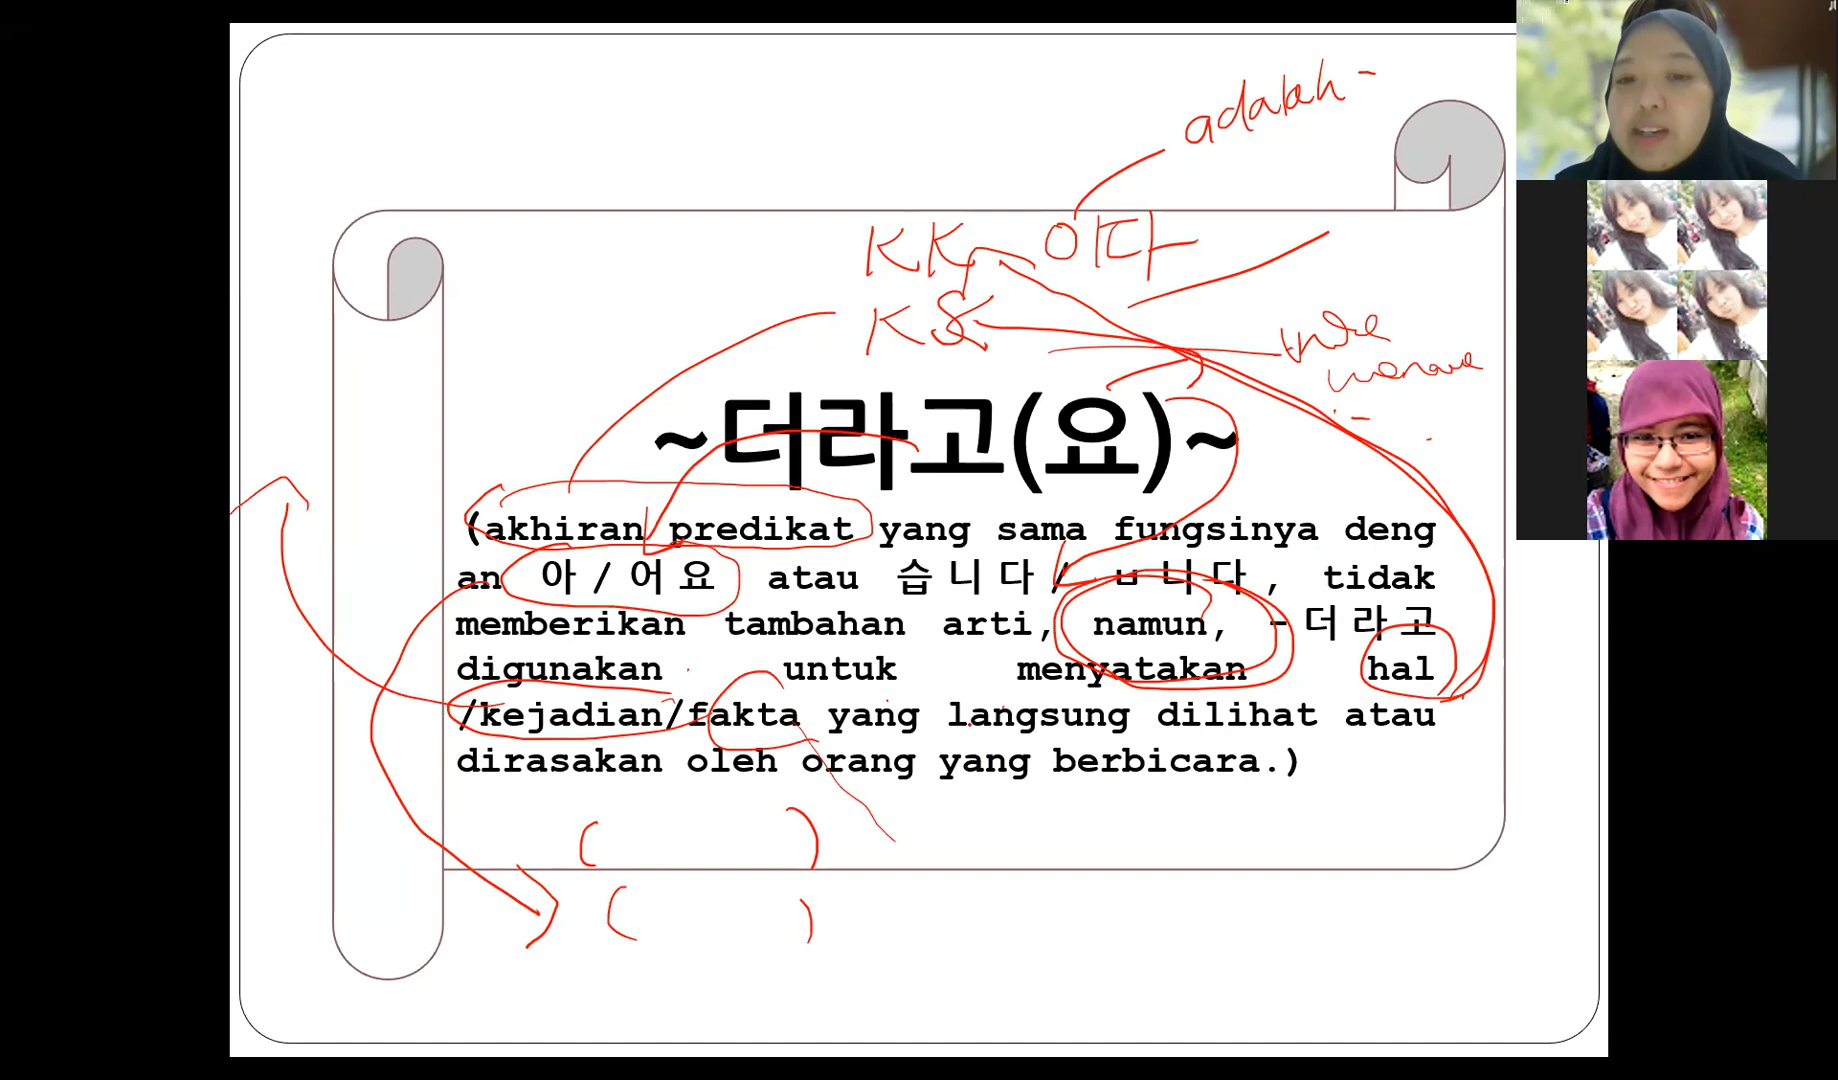 adalah -
KK 이다
KS
~더라고(요)~
(akhiran predikat yang sama fungsinya deng
an 아/어요 atau 습니다/ㅂ니다, tidak
memberikan tambahan arti, namun, -더라고
digunakan untuk menyatakan hal
/kejadian/fakta yang langsung dilihat atau
dirasakan oleh orang yang berbicara.)
( )
( )